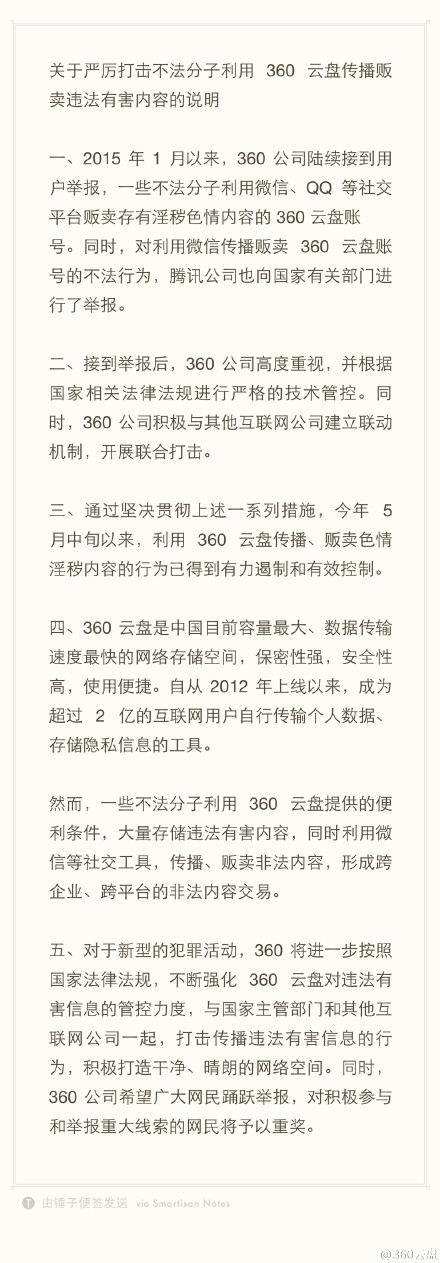 关于严厉打击不法分子利用 360 云盘传播贩
卖违法有害内容的说明
一、2015 年 1 月以来，360 公司陆续接到用
户举报，一些不法分子利用微信、QQ 等社交
平台贩卖存有淫秽色情内容的 360 云盘账
号。同时，对利用微信传播贩卖 360 云盘账
号的不法行为，腾讯公司也向国家有关部门进
行了举报。
二、接到举报后，360 公司高度重视，并根据
国家相关法律法规进行严格的技术管控。同
时，360 公司积极与其他互联网公司建立联动
机制，开展联合打击。
三、通过坚决贯彻上述一系列措施，今年 5
月中旬以来，利用 360 云盘传播、贩卖色情
淫秽内容的行为已得到有力遏制和有效控制。
四、360 云盘是中国目前容量最大、数据传输
速度最快的网络存储空间，保密性强，安全性
高，使用便捷。自从 2012 年上线以来，成为
超过 2 亿的互联网用户自行传输个人数据、
存储隐私信息的工具。
然而，一些不法分子利用 360 云盘提供的便
利条件，大量存储违法有害内容，同时利用微
信等社交工具，传播、贩卖非法内容，形成跨
企业、跨平台的非法内容交易。
五、对于新型的犯罪活动，360 将进一步按照
国家法律法规，不断强化 360 云盘对违法有
害信息的管控力度，与国家主管部门和其他互
联网公司一起，打击传播违法有害信息的行
为，积极打造干净、晴朗的网络空间。同时，
360 公司希望广大网民踊跃举报，对积极参与
和举报重大线索的网民将予以重奖。
由锤子便签发送 via Smartisan Notes
@360云盘